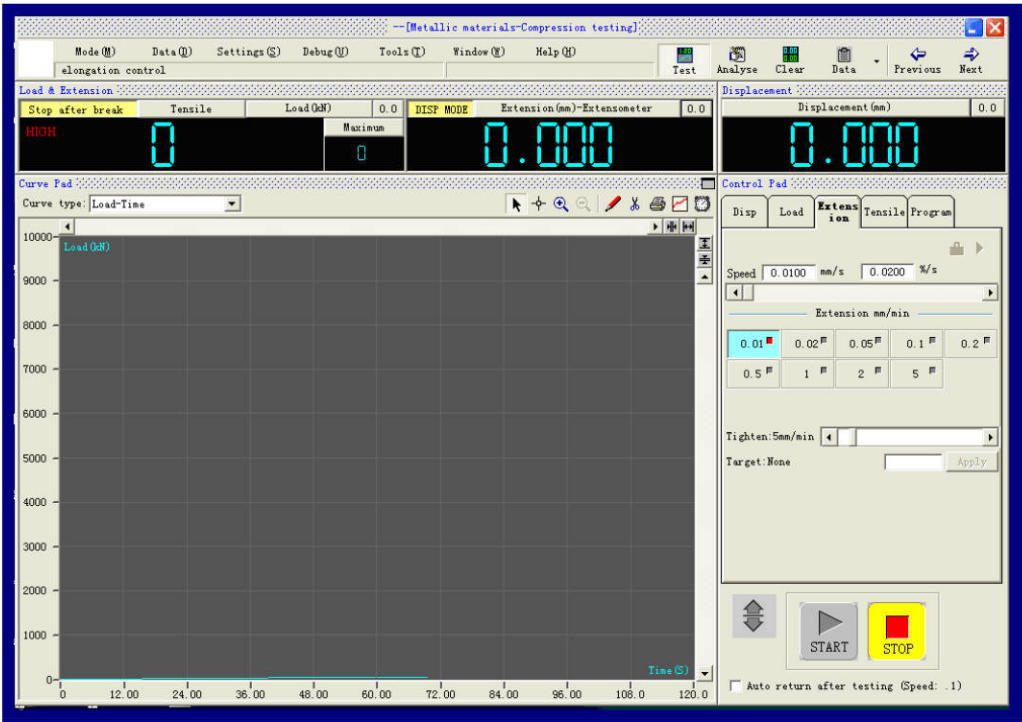 --[Metallic materials-Compression testing]
Mode(M) Data(D) Settings(S) Debug(U) Tools(T) Window(W) Help(H)
elongation control
Test Analyse Clear Data Previous Next
Load & Extension
Stop after break Tensile Load(kN) 0.0 DISP MODE Extension(mm)-Extensometer 0.0
HIGH 0 Maximum 0 0.000
Displacement
Displacement(mm) 0.0
0.000
Curve Pad
Curve type: Load-Time
Load(kN)
10000
9000
8000
7000
6000
5000
4000
3000
2000
1000
0
Time(S)
0 12.00 24.00 36.00 48.00 60.00 72.00 84.00 96.00 108.0 120.0
Control Pad
Disp Load Extension Tensile Program
Speed 0.0100 mm/s 0.0200 %/s
Extension mm/min
0.01 0.02 0.05 0.1 0.2
0.5 1 2 5
Tighten:5mm/min
Target:None Apply
START STOP
Auto return after testing (Speed: .1)